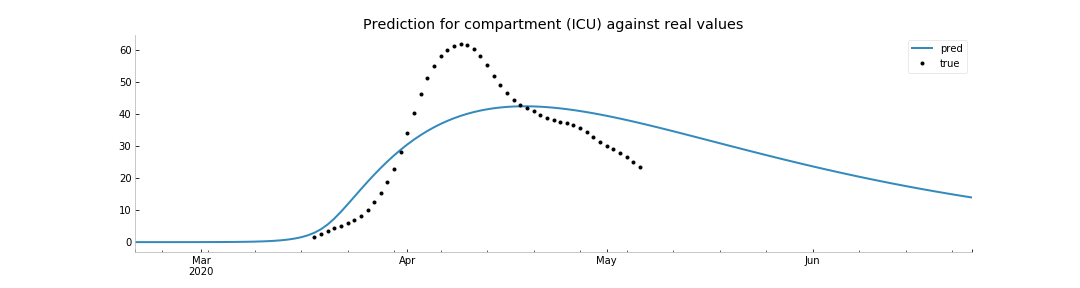 Prediction for compartment (ICU) against real values
60
50
40
30
20
10
0
pred
true
Mar
2020
Apr
May
Jun